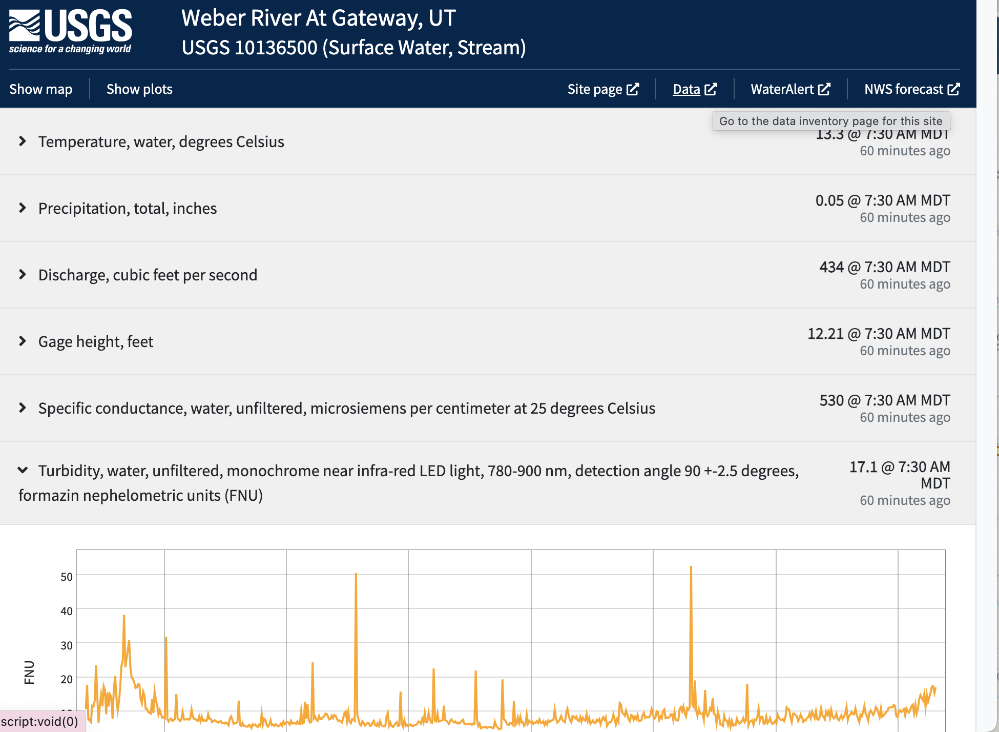 USGS
science for a changing world
Weber River At Gateway, UT
USGS 10136500 (Surface Water, Stream)
Show map
Show plots
Site page
Data
WaterAlert
NWS forecast
Go to the data inventory page for this site
Temperature, water, degrees Celsius
13.3 @ 7:30 AM MDT
60 minutes ago
Precipitation, total, inches
0.05 @ 7:30 AM MDT
60 minutes ago
Discharge, cubic feet per second
434 @ 7:30 AM MDT
60 minutes ago
Gage height, feet
12.21 @ 7:30 AM MDT
60 minutes ago
Specific conductance, water, unfiltered, microsiemens per centimeter at 25 degrees Celsius
530 @ 7:30 AM MDT
60 minutes ago
Turbidity, water, unfiltered, monochrome near infra-red LED light, 780-900 nm, detection angle 90 +-2.5 degrees,
formazin nephelometric units (FNU)
17.1 @ 7:30 AM
MDT
60 minutes ago
50
40
30
FNU
20
script:void(0)